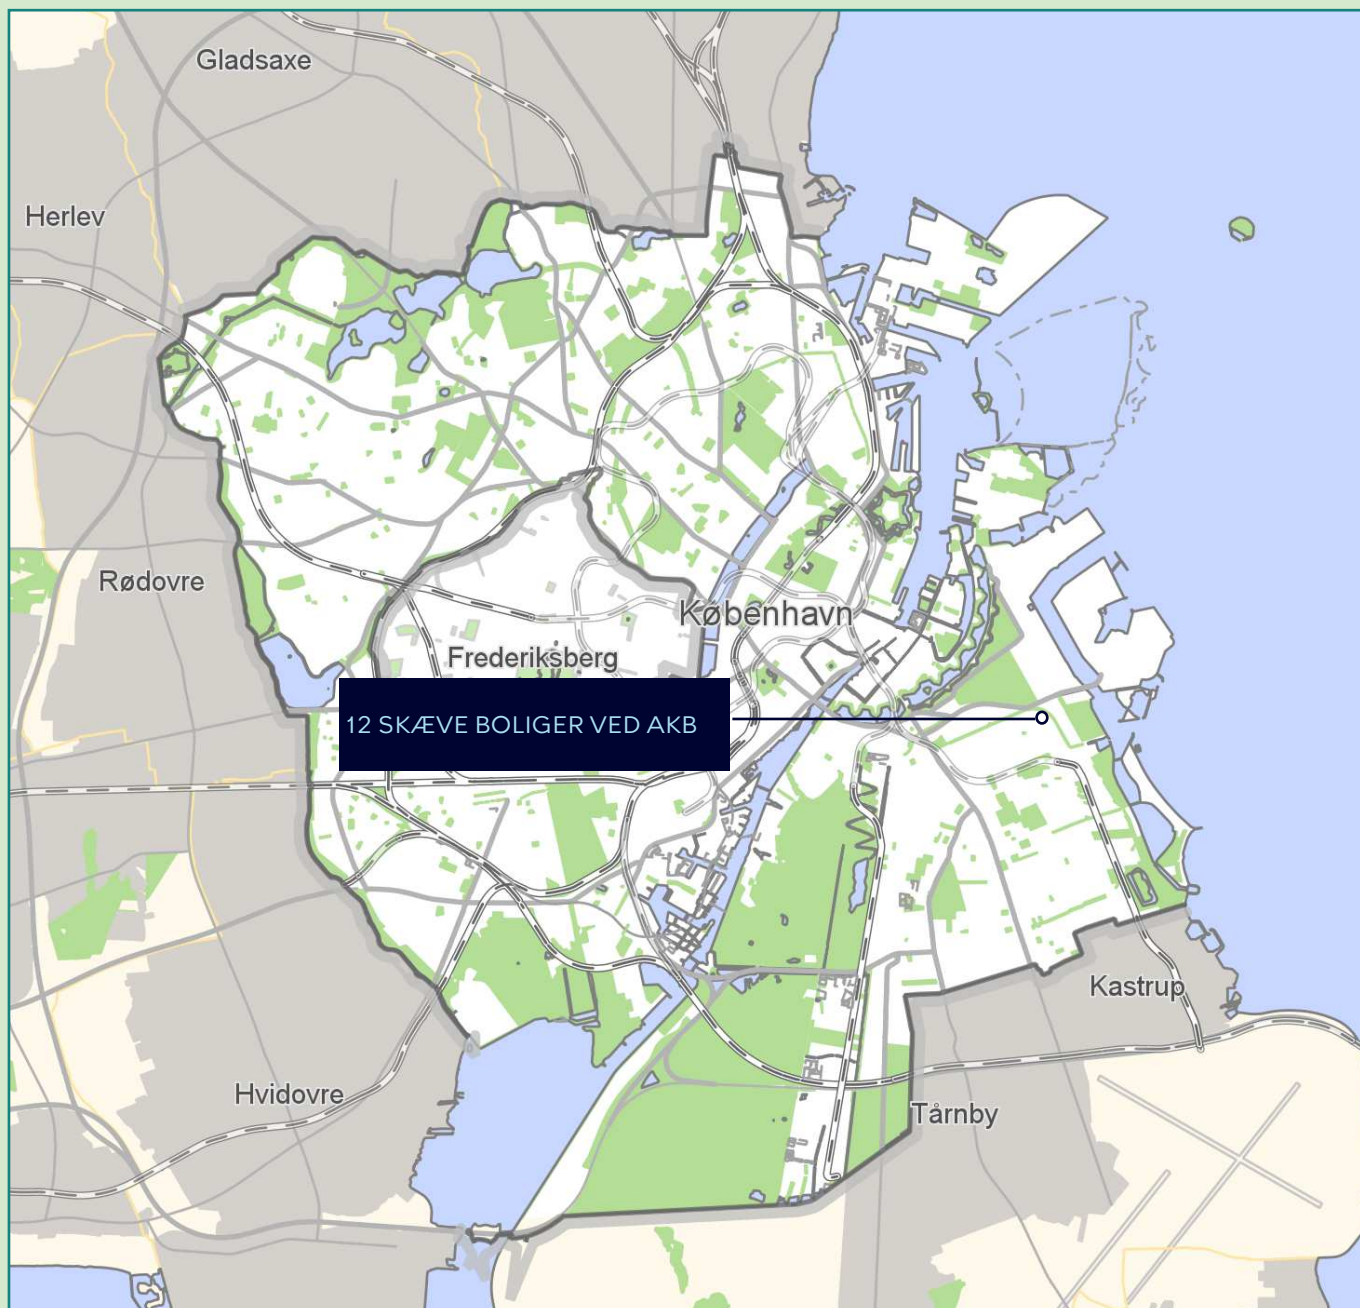 Gladsaxe
Herlev
Rødovre
København
Frederiksberg
12 SKÆVE BOLIGER VED AKB
Kastrup
Hvidovre
Tårnby